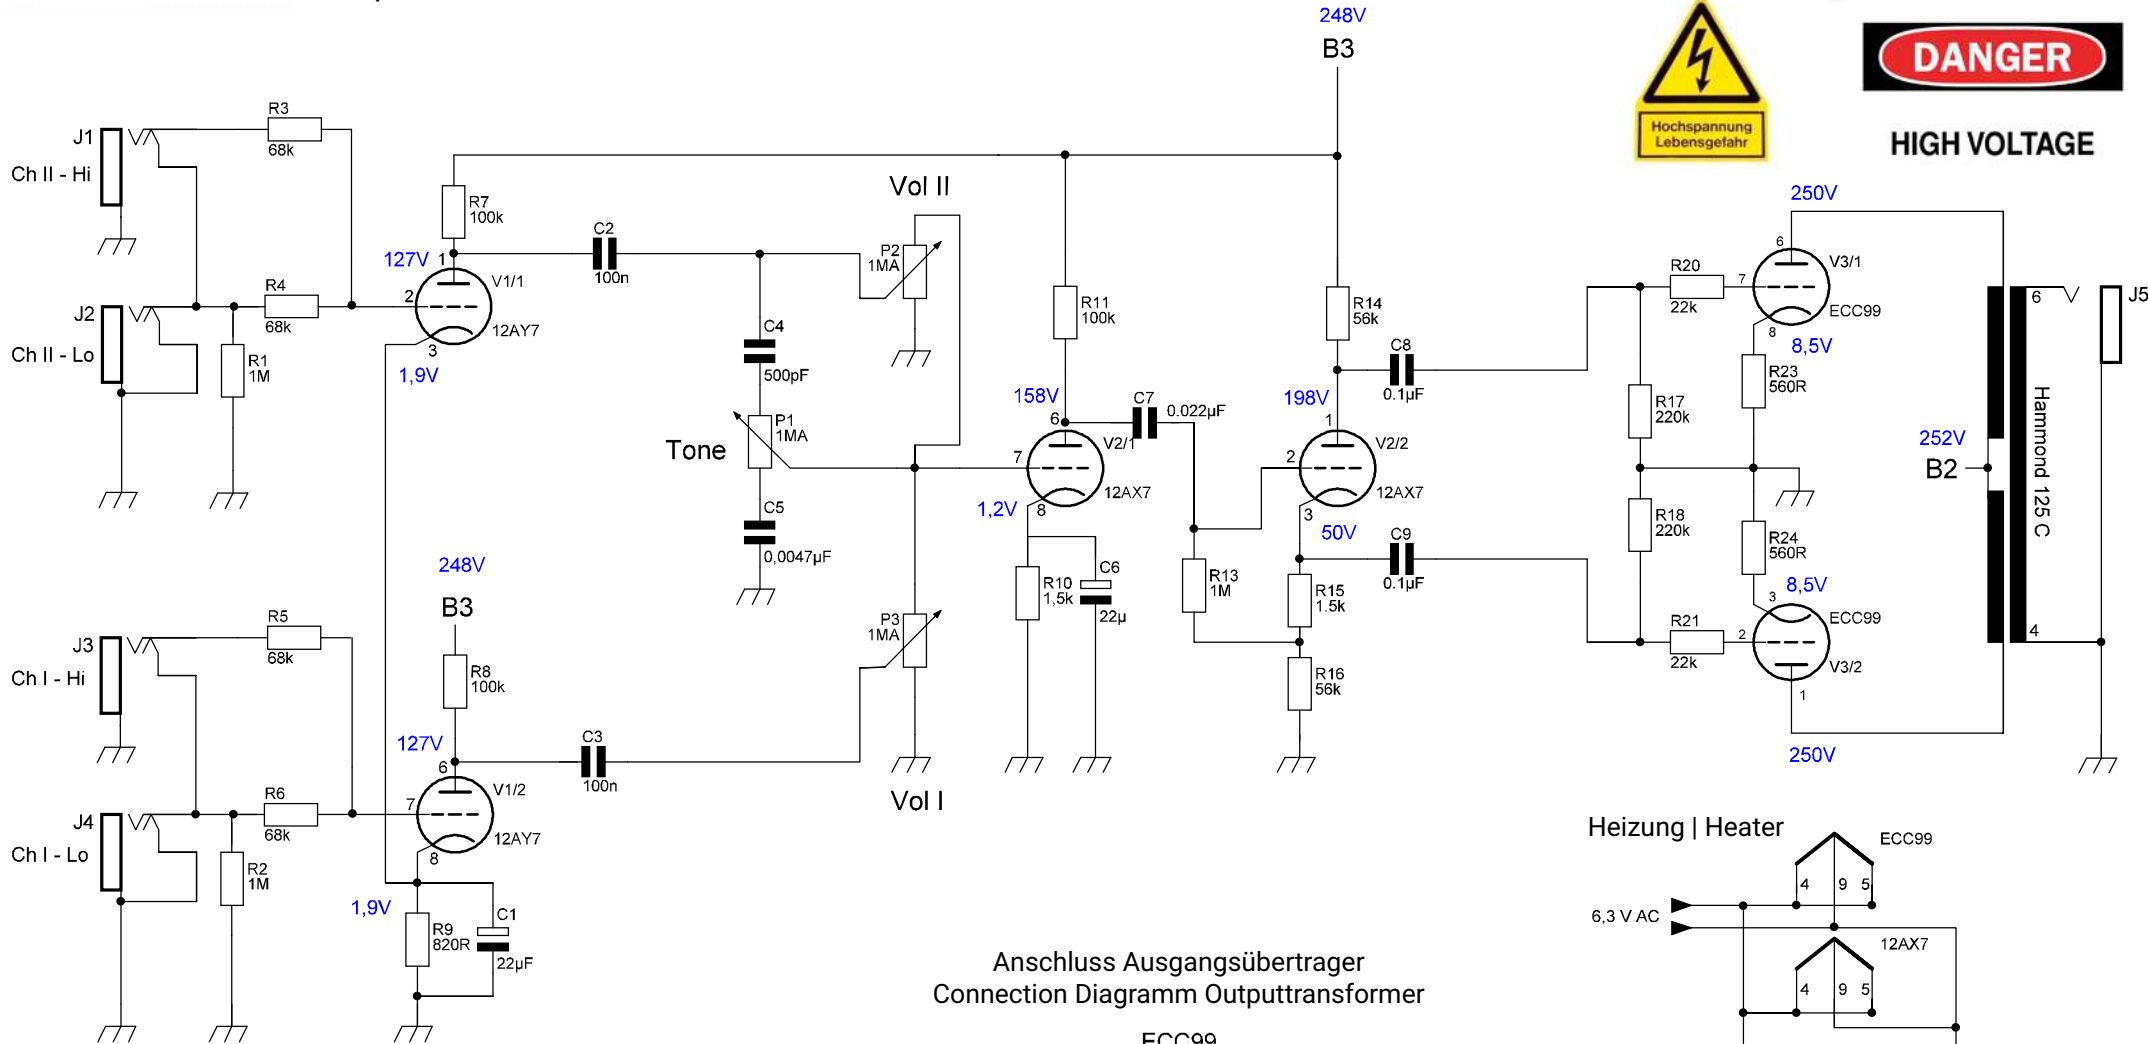 248V
B3
Hochspannung
Lebensgefahr
DANGER
HIGH VOLTAGE
J1
Ch II - Hi
R3
68k
R7
100k
Vol II
127V
1
2
3
V1/1
12AY7
1,9V
C2
100n
P2
1MA
J2
Ch II - Lo
R4
68k
R1
1M
C4
500pF
P1
1MA
Tone
C5
0,0047µF
R11
100k
158V
6
7
8
V2/1
12AX7
1,2V
C7
0.022µF
R10
1,5k
C6
22µ
R13
1M
R14
56k
198V
1
2
3
V2/2
12AX7
50V
C8
0.1µF
C9
0.1µF
R15
1.5k
R16
56k
R17
220k
R18
220k
R20
22k
R21
22k
250V
6
7
8
V3/1
ECC99
8,5V
R23
560R
R24
560R
8,5V
3
2
1
ECC99
V3/2
250V
252V
B2
6
4
Hammond 125 C
J5
248V
B3
R8
100k
127V
6
7
8
V1/2
12AY7
1,9V
C3
100n
P3
1MA
Vol I
J3
Ch I - Hi
R5
68k
J4
Ch I - Lo
R6
68k
R2
1M
R9
820R
C1
22µF
Heizung | Heater
ECC99
4 9 5
6,3 V AC
12AX7
4 9 5
Anschluss Ausgangsübertrager
Connection Diagramm Outputtransformer
ECC99